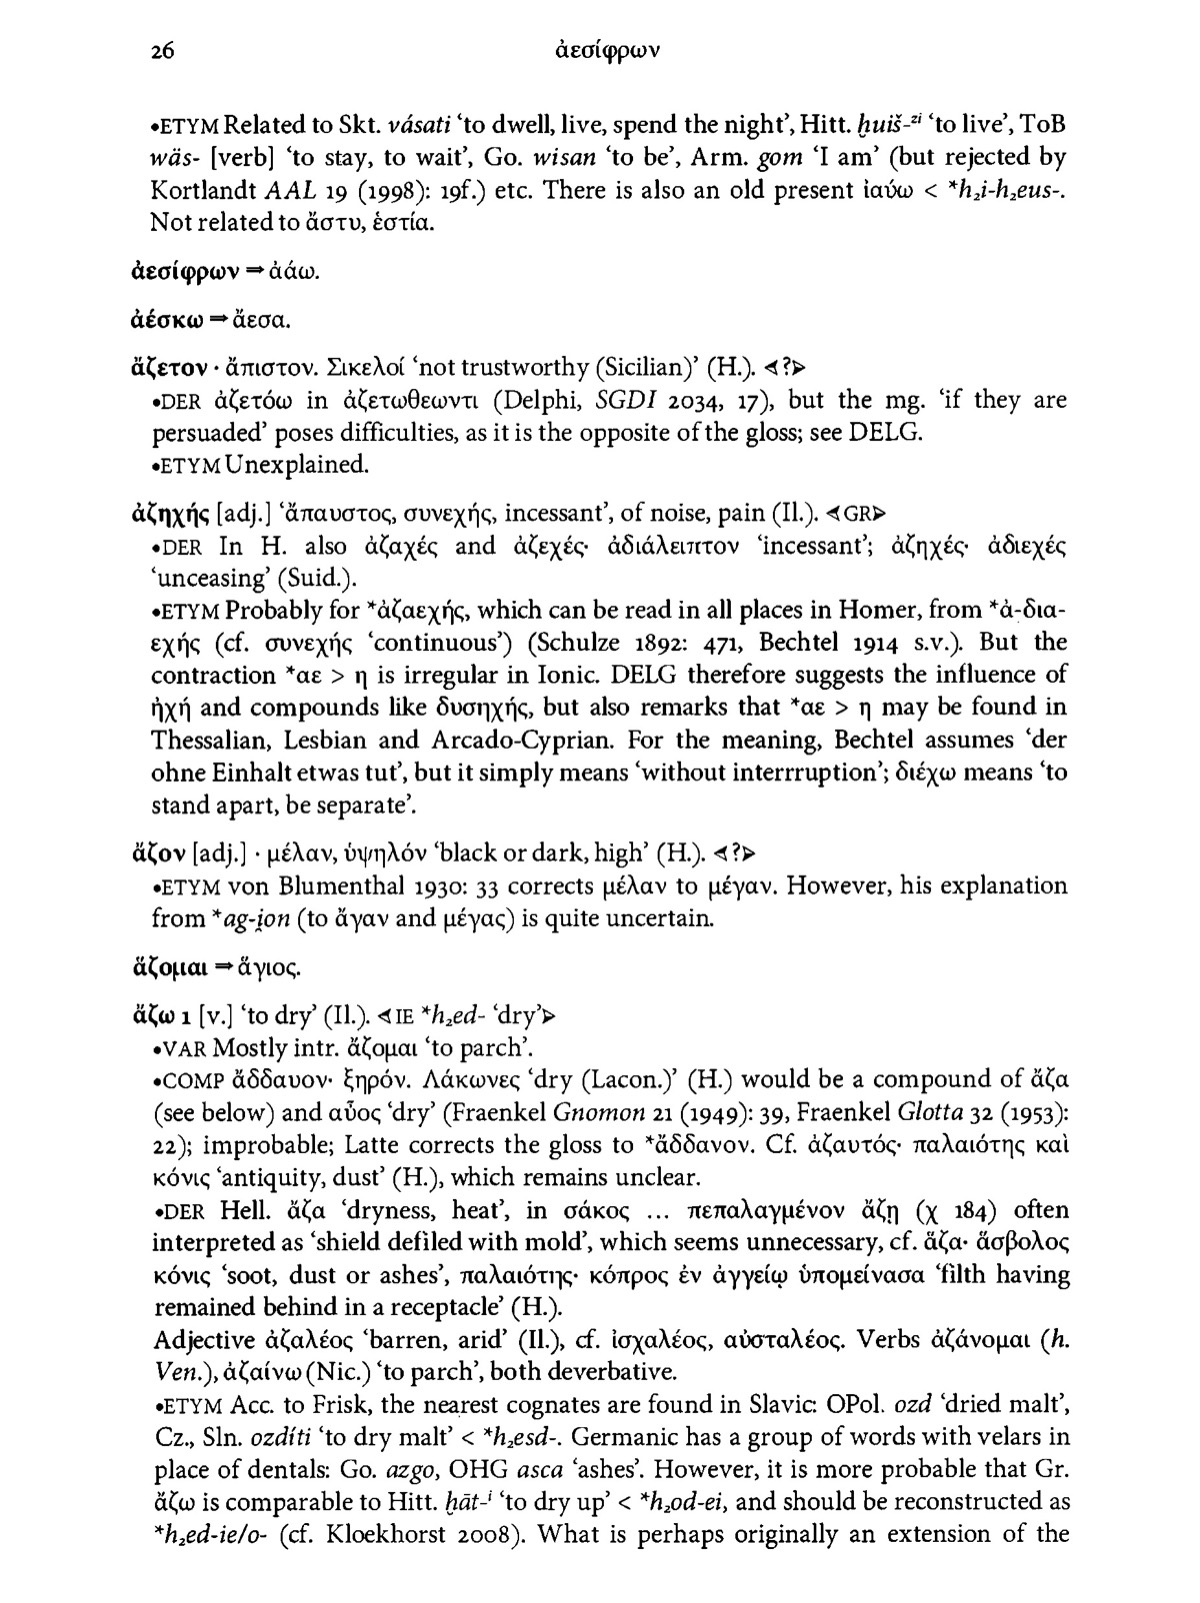 26 ἀεσίφρων
•ETYM Related to Skt. vásati ‘to dwell, live, spend the night’, Hitt. ḫuiš-ᶻⁱ ‘to live’, ToB
wäs- [verb] ‘to stay, to wait’, Go. wisan ‘to be’, Arm. gom ‘I am’ (but rejected by
Kortlandt AAL 19 (1998): 19f.) etc. There is also an old present ἰαύω < *h₂i-h₂eus-.
Not related to ἄστυ, ἑστία.
ἀεσίφρων ⇒ ἀάω.
ἀέσκω ⇒ ἄεσα.
ἄζετον · ἄπιστον. Σικελοί ‘not trustworthy (Sicilian)’ (H.). ⊲?⊳
•DER ἀζετόω in ἀζετωθεωντι (Delphi, SGDI 2034, 17), but the mg. ‘if they are
persuaded’ poses difficulties, as it is the opposite of the gloss; see DELG.
•ETYM Unexplained.
ἀζηχής [adj.] ‘ἄπαυστος, συνεχής, incessant’, of noise, pain (Il.). ⊲GR⊳
•DER In H. also ἀζαχές and ἀζεχές· ἀδιάλειπτον ‘incessant’; ἀζηχές· ἀδιεχές
‘unceasing’ (Suid.).
•ETYM Probably for *ἀζαεχής, which can be read in all places in Homer, from *ἀ-δια-
εχής (cf. συνεχής ‘continuous’) (Schulze 1892: 471, Bechtel 1914 s.v.). But the
contraction *αε > η is irregular in Ionic. DELG therefore suggests the influence of
ἠχή and compounds like δυσηχής, but also remarks that *αε > η may be found in
Thessalian, Lesbian and Arcado-Cyprian. For the meaning, Bechtel assumes ‘der
ohne Einhalt etwas tut’, but it simply means ‘without interrruption’; διέχω means ‘to
stand apart, be separate’.
ἄζον [adj.] · μέλαν, ὑψηλόν ‘black or dark, high’ (H.). ⊲?⊳
•ETYM von Blumenthal 1930: 33 corrects μέλαν to μέγαν. However, his explanation
from *ag-i̯on (to ἄγαν and μέγας) is quite uncertain.
ἅζομαι ⇒ ἅγιος.
ἄζω 1 [v.] ‘to dry’ (Il.). ⊲IE *h₂ed- ‘dry’⊳
•VAR Mostly intr. ἄζομαι ‘to parch’.
•COMP ἄδδαυον· ξηρόν. Λάκωνες ‘dry (Lacon.)’ (H.) would be a compound of ἄζα
(see below) and αὖος ‘dry’ (Fraenkel Gnomon 21 (1949): 39, Fraenkel Glotta 32 (1953):
22); improbable; Latte corrects the gloss to *ἄδδανον. Cf. ἀζαυτός· παλαιότης καὶ
κόνις ‘antiquity, dust’ (H.), which remains unclear.
•DER Hell. ἄζα ‘dryness, heat’, in σάκος ... πεπαλαγμένον ἄζῃ (χ 184) often
interpreted as ‘shield defiled with mold’, which seems unnecessary, cf. ἄζα· ἄσβολος
κόνις ‘soot, dust or ashes’, παλαιότης· κόπρος ἐν ἀγγείῳ ὑπομείνασα ‘filth having
remained behind in a receptacle’ (H.).
Adjective ἀζαλέος ‘barren, arid’ (Il.), cf. ἰσχαλέος, αὐσταλέος. Verbs ἀζάνομαι (h.
Ven.), ἀζαίνω (Nic.) ‘to parch’, both deverbative.
•ETYM Acc. to Frisk, the nearest cognates are found in Slavic: OPol. ozd ‘dried malt’,
Cz., Sln. ozdíti ‘to dry malt’ < *h₂esd-. Germanic has a group of words with velars in
place of dentals: Go. azgo, OHG asca ‘ashes’. However, it is more probable that Gr.
ἄζω is comparable to Hitt. ḫāt-ⁱ ‘to dry up’ < *h₂od-ei, and should be reconstructed as
*h₂ed-ie/o- (cf. Kloekhorst 2008). What is perhaps originally an extension of the